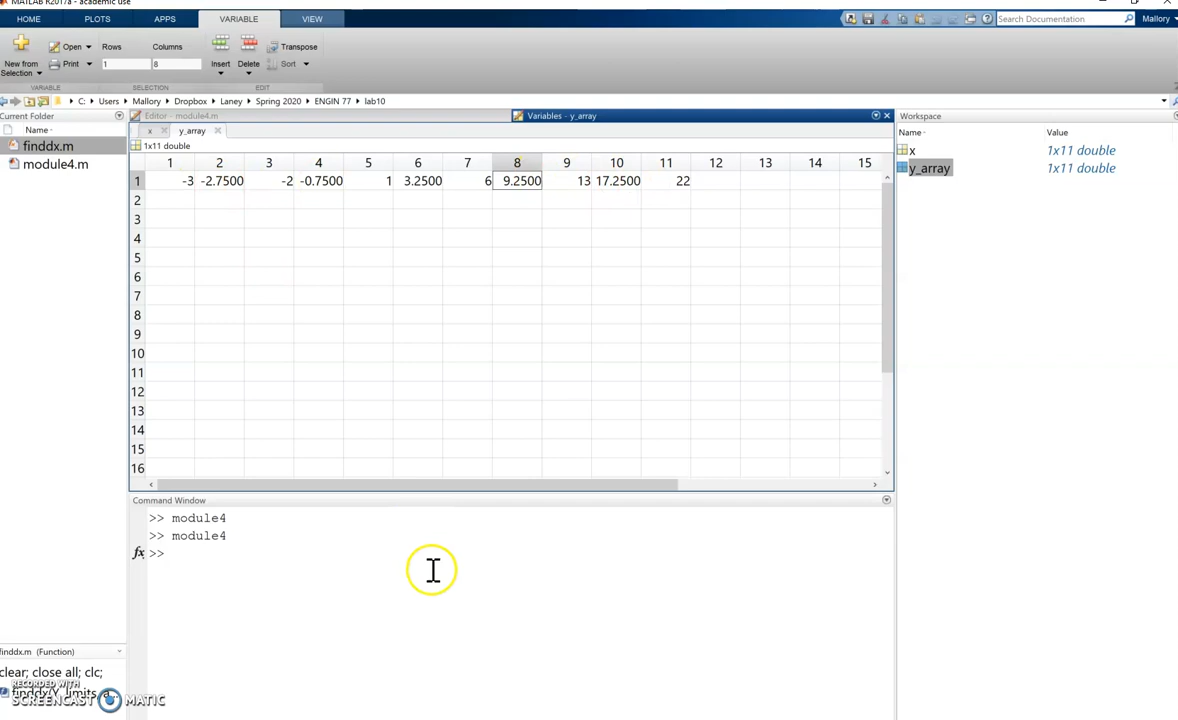 MATLAB R2017a - academic use
HOME PLOTS APPS VARIABLE VIEW Search Documentation Mallory
New from Selection Open Rows Columns Insert Delete Transpose
Print 1 8 Sort
VARIABLE SELECTION EDIT
C: Users Mallory Dropbox Laney Spring 2020 ENGIN 77 lab10
Current Folder Editor - module4.m Variables - y_array Workspace
Name x y_array Name Value
finddx.m 1x11 double x 1x11 double
module4.m 1 2 3 4 5 6 7 8 9 10 11 12 13 14 15 y_array 1x11 double
1 -3 -2.7500 -2 -0.7500 1 3.2500 6 9.2500 13 17.2500 22
2
3
4
5
6
7
8
9
10
11
12
13
14
15
16
Command Window
>> module4
>> module4
fx >>
finddx.m (Function)
clear; close all; clc;
RECORDED WITH
SCREENCAST MATIC